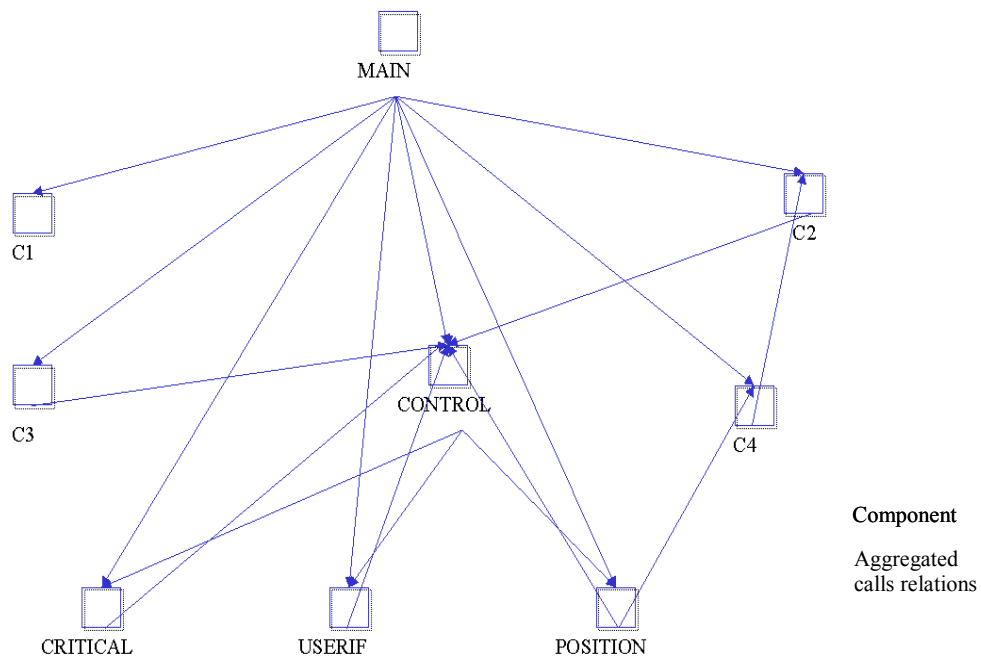 MAIN
C1
C2
CONTROL
C3
C4
Component
Aggregated
calls relations
CRITICAL
USERIF
POSITION